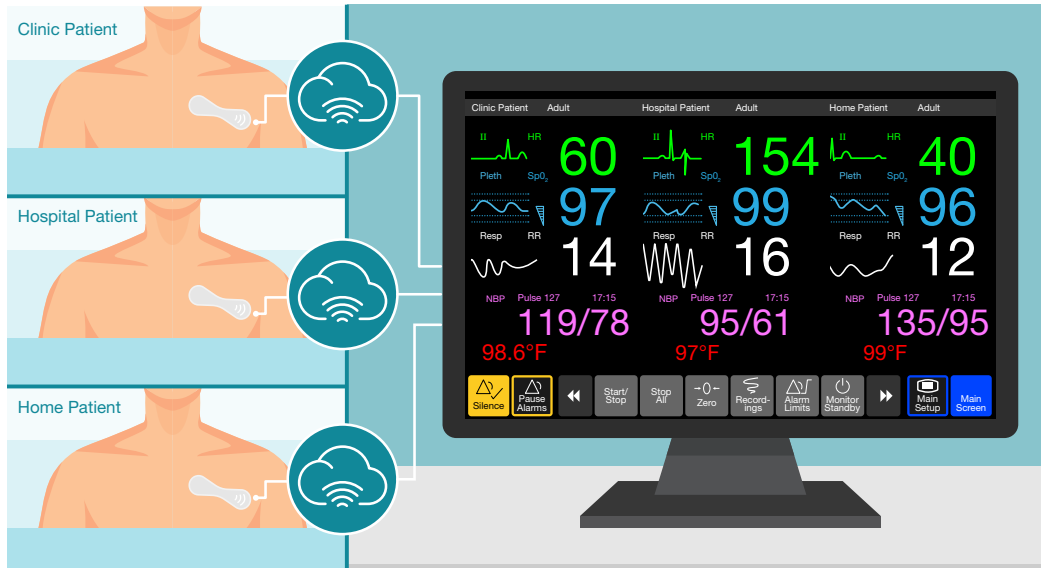 Clinic Patient
Hospital Patient
Home Patient
Clinic Patient Adult Hospital Patient Adult Home Patient Adult
II HR 60 II HR 154 II HR 40
Pleth Sp0₂ 97 Pleth Sp0₂ 99 Pleth Sp0₂ 96
Resp RR 14 Resp RR 16 Resp RR 12
NBP Pulse 127 17:15 NBP Pulse 127 17:15 NBP Pulse 127 17:15
119/78 95/61 135/95
98.6°F 97°F 99°F
Silence
Pause
Alarms
Start/
Stop
Stop
All
0
Zero
Record-
ings
Alarm
Limits
Monitor
Standby
Main
Setup
Main
Screen